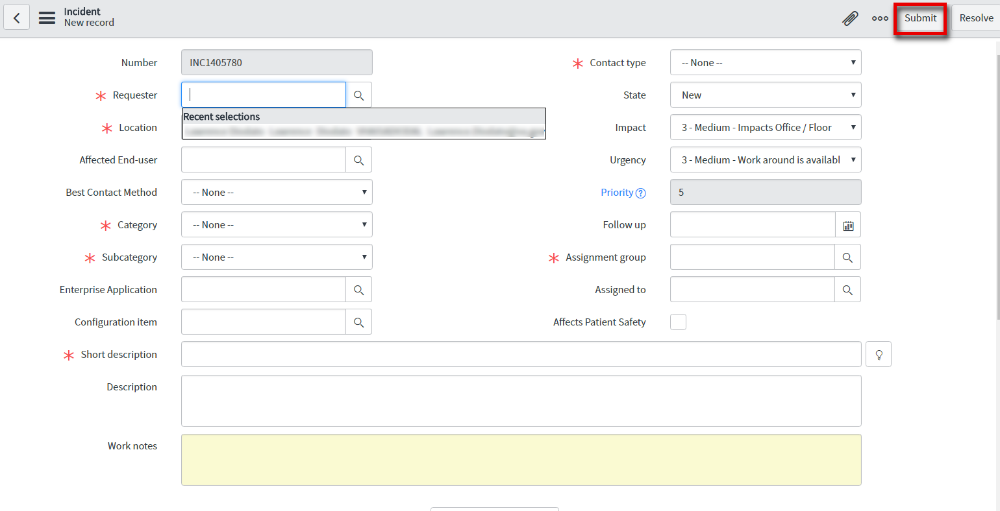 Incident
New record
Submit
Resolve
Number
INC1405780
Requester
Recent selections
Location
Affected End-user
Best Contact Method
-- None --
Category
-- None --
Subcategory
-- None --
Enterprise Application
Configuration item
Contact type
-- None --
State
New
Impact
3 - Medium - Impacts Office / Floor
Urgency
3 - Medium - Work around is availabl
Priority
5
Follow up
Assignment group
Assigned to
Affects Patient Safety
Short description
Description
Work notes